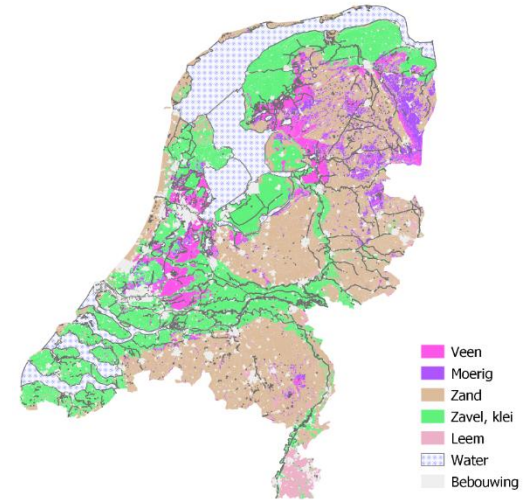 Veen
Moerig
Zand
Zavel, klei
Leem
Water
Bebouwing